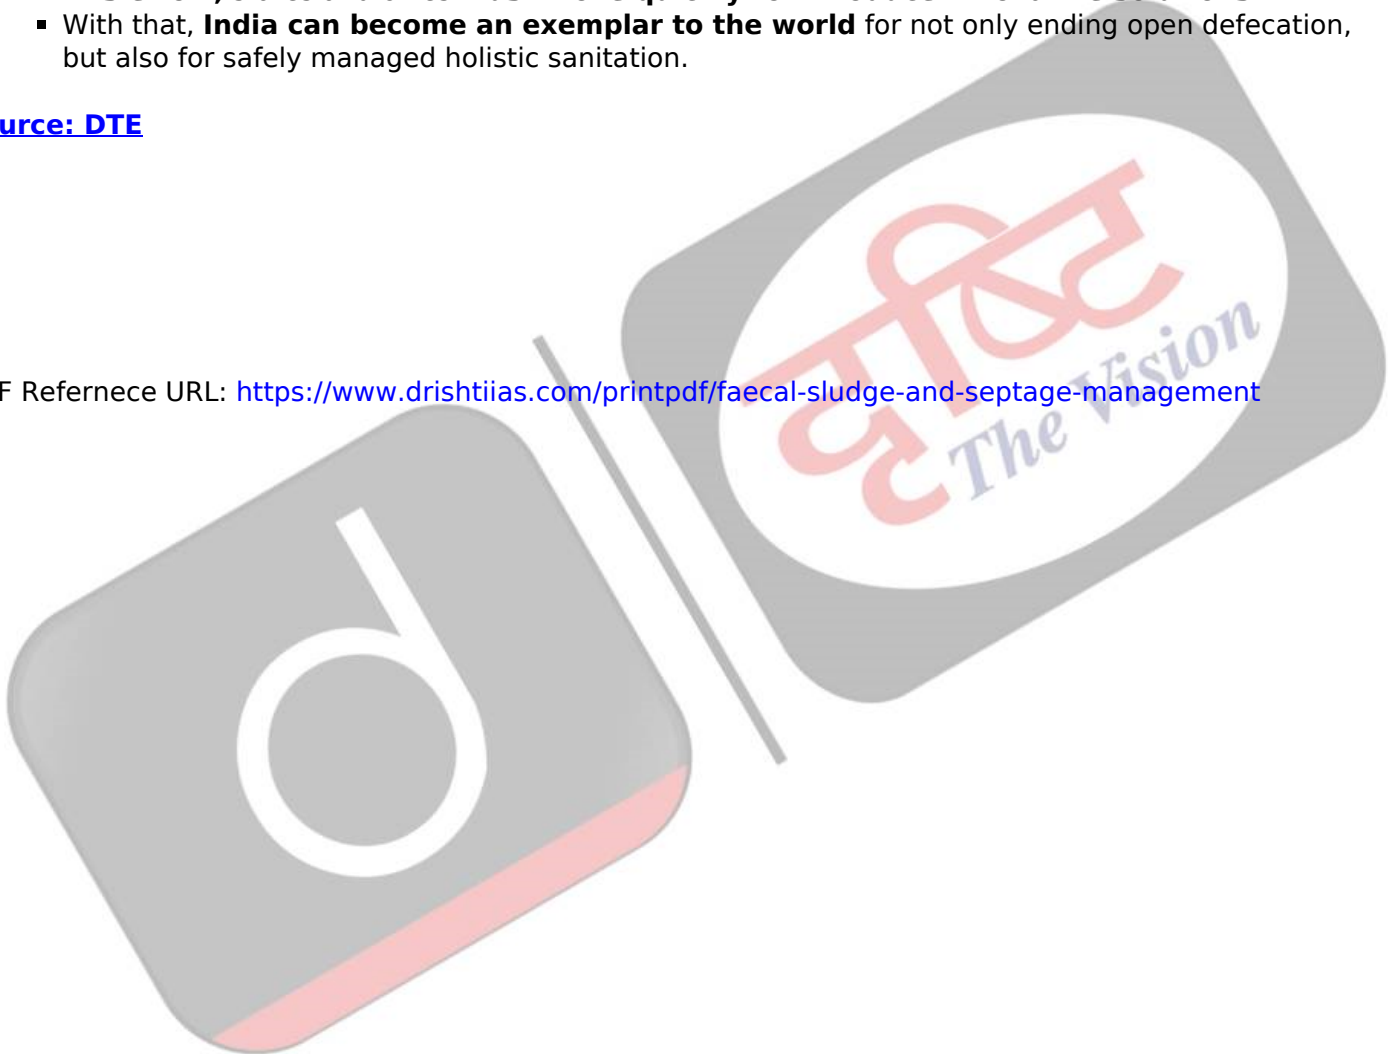 ▪ With that, India can become an exemplar to the world for not only ending open defecation,
but also for safely managed holistic sanitation.
urce: DTE
F Refernece URL: https://www.drishtiias.com/printpdf/faecal-sludge-and-septage-management
दृष्टि
The Vision
d